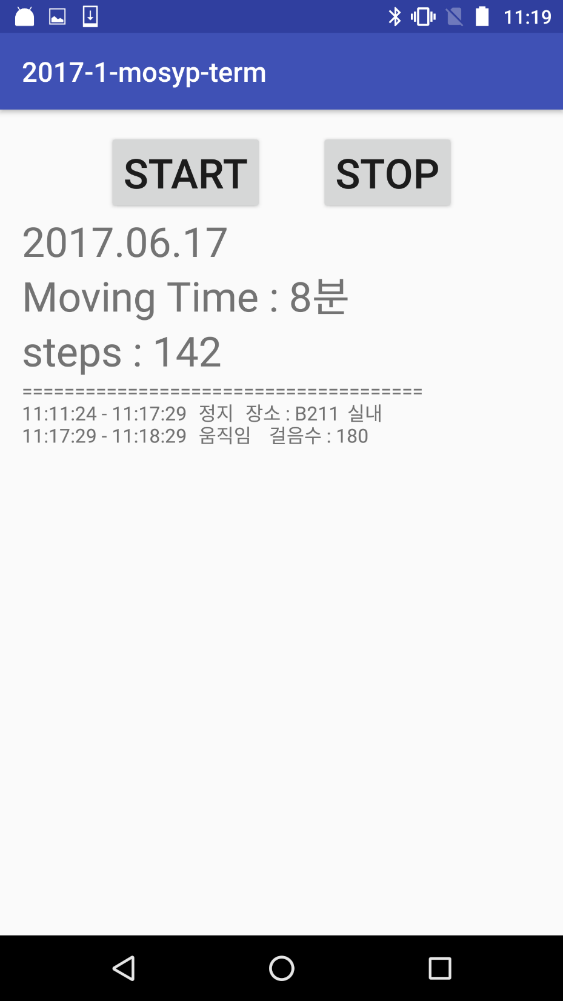 11:19
2017-1-mosyp-term
START STOP
2017.06.17
Moving Time : 8분
steps : 142
======================================
11:11:24 - 11:17:29 정지 장소 : B211 실내
11:17:29 - 11:18:29 움직임 걸음수 : 180